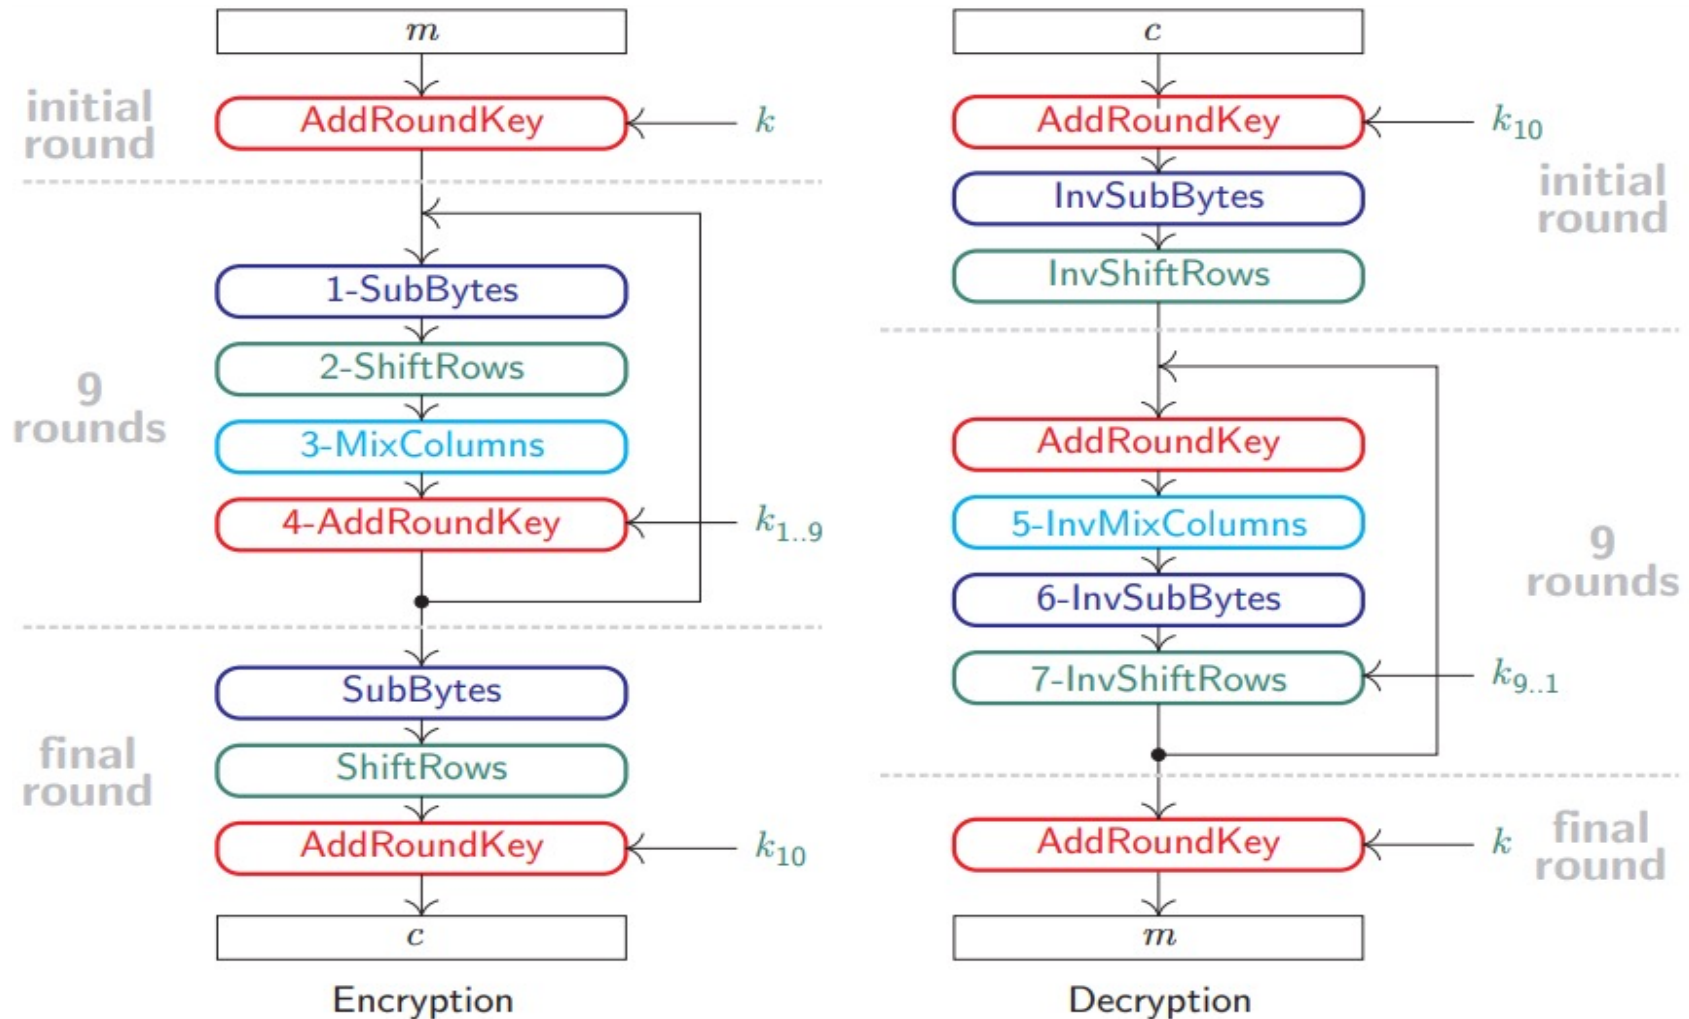 m
initial
round
AddRoundKey
k
1-SubBytes
2-ShiftRows
9
rounds
3-MixColumns
4-AddRoundKey
k1..9
SubBytes
final
round
ShiftRows
AddRoundKey
k10
c
Encryption
c
AddRoundKey
k10
InvSubBytes
initial
round
InvShiftRows
AddRoundKey
5-InvMixColumns
9
rounds
6-InvSubBytes
7-InvShiftRows
k9..1
AddRoundKey
k
final
round
m
Decryption